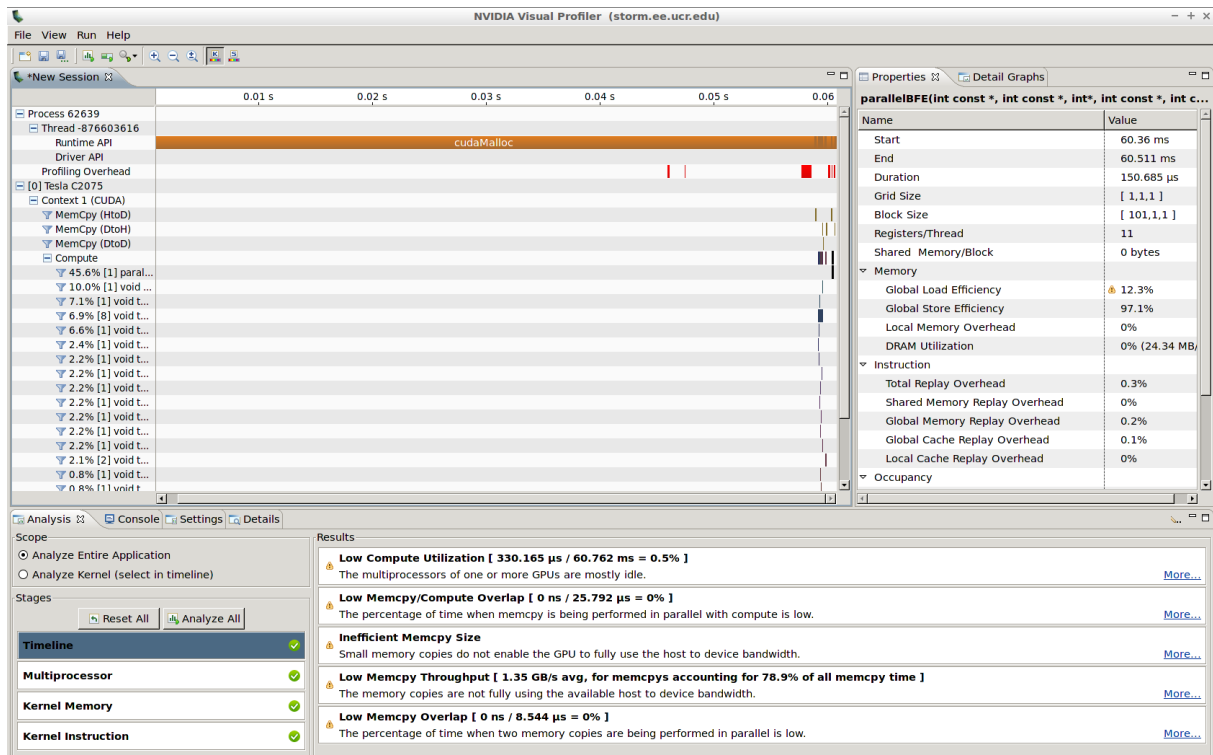 NVIDIA Visual Profiler (storm.ee.ucr.edu)
File View Run Help
*New Session
0.01 s 0.02 s 0.03 s 0.04 s 0.05 s 0.06
Process 62639
Thread -876603616
Runtime API
cudaMalloc
Driver API
Profiling Overhead
[0] Tesla C2075
Context 1 (CUDA)
MemCpy (HtoD)
MemCpy (DtoH)
MemCpy (DtoD)
Compute
45.6% [1] paral...
10.0% [1] void ...
7.1% [1] void t...
6.9% [8] void t...
6.6% [1] void t...
2.4% [1] void t...
2.2% [1] void t...
2.2% [1] void t...
2.2% [1] void t...
2.2% [1] void t...
2.2% [1] void t...
2.2% [1] void t...
2.2% [1] void t...
2.1% [2] void t...
0.8% [1] void t...
0.8% [1] void t...
Properties Detail Graphs
parallelBFE(int const *, int const *, int*, int const *, int c...
Name Value
Start 60.36 ms
End 60.511 ms
Duration 150.685 µs
Grid Size [ 1,1,1 ]
Block Size [ 101,1,1 ]
Registers/Thread 11
Shared Memory/Block 0 bytes
Memory
Global Load Efficiency 12.3%
Global Store Efficiency 97.1%
Local Memory Overhead 0%
DRAM Utilization 0% (24.34 MB/
Instruction
Total Replay Overhead 0.3%
Shared Memory Replay Overhead 0%
Global Memory Replay Overhead 0.2%
Global Cache Replay Overhead 0.1%
Local Cache Replay Overhead 0%
Occupancy
Analysis Console Settings Details
Scope
Analyze Entire Application
Analyze Kernel (select in timeline)
Stages
Reset All Analyze All
Timeline
Multiprocessor
Kernel Memory
Kernel Instruction
Results
Low Compute Utilization [ 330.165 µs / 60.762 ms = 0.5% ]
The multiprocessors of one or more GPUs are mostly idle. More...
Low Memcpy/Compute Overlap [ 0 ns / 25.792 µs = 0% ]
The percentage of time when memcpy is being performed in parallel with compute is low. More...
Inefficient Memcpy Size
Small memory copies do not enable the GPU to fully use the host to device bandwidth. More...
Low Memcpy Throughput [ 1.35 GB/s avg, for memcpys accounting for 78.9% of all memcpy time ]
The memory copies are not fully using the available host to device bandwidth. More...
Low Memcpy Overlap [ 0 ns / 8.544 µs = 0% ]
The percentage of time when two memory copies are being performed in parallel is low. More...